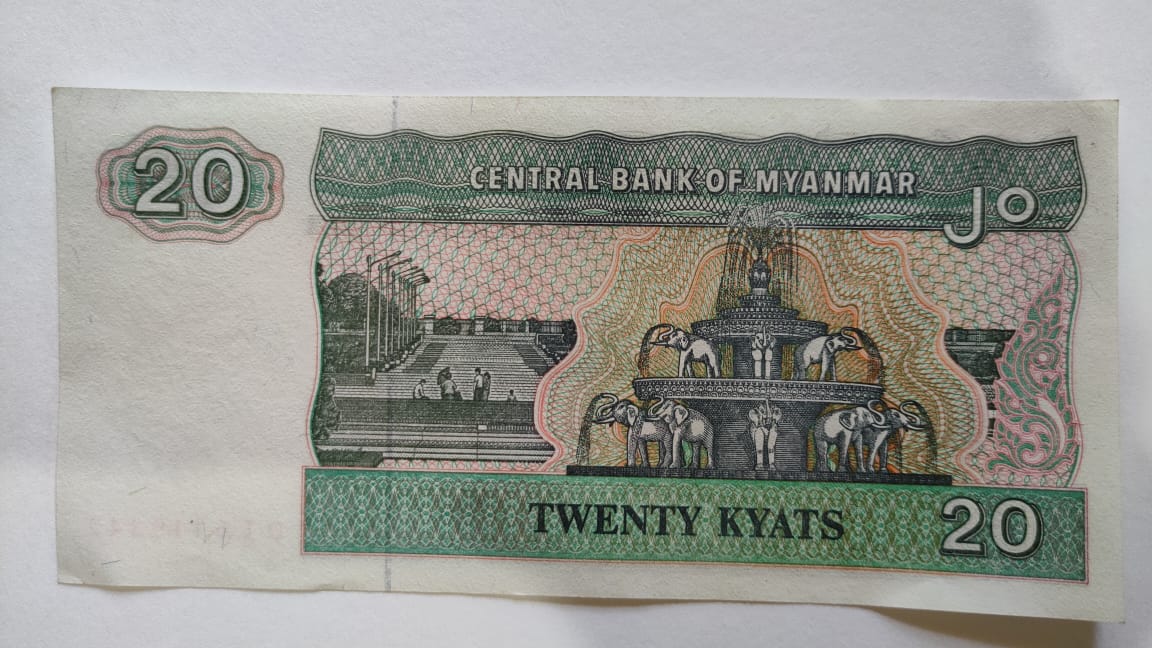 20
CENTRAL BANK OF MYANMAR
၂၀
TWENTY KYATS
20